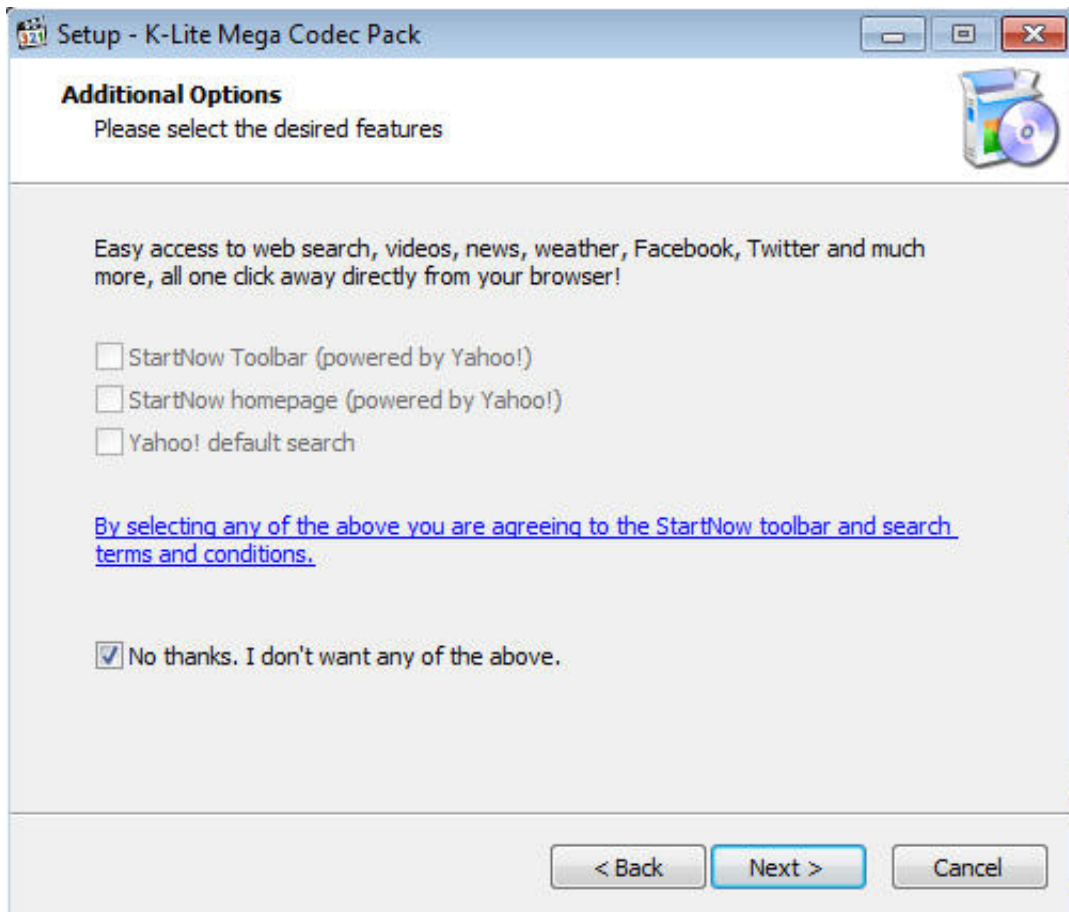 Setup - K-Lite Mega Codec Pack
Additional Options
Please select the desired features
Easy access to web search, videos, news, weather, Facebook, Twitter and much
more, all one click away directly from your browser!
StartNow Toolbar (powered by Yahoo!)
StartNow homepage (powered by Yahoo!)
Yahoo! default search
By selecting any of the above you are agreeing to the StartNow toolbar and search
terms and conditions.
No thanks. I don't want any of the above.
< Back Next > Cancel